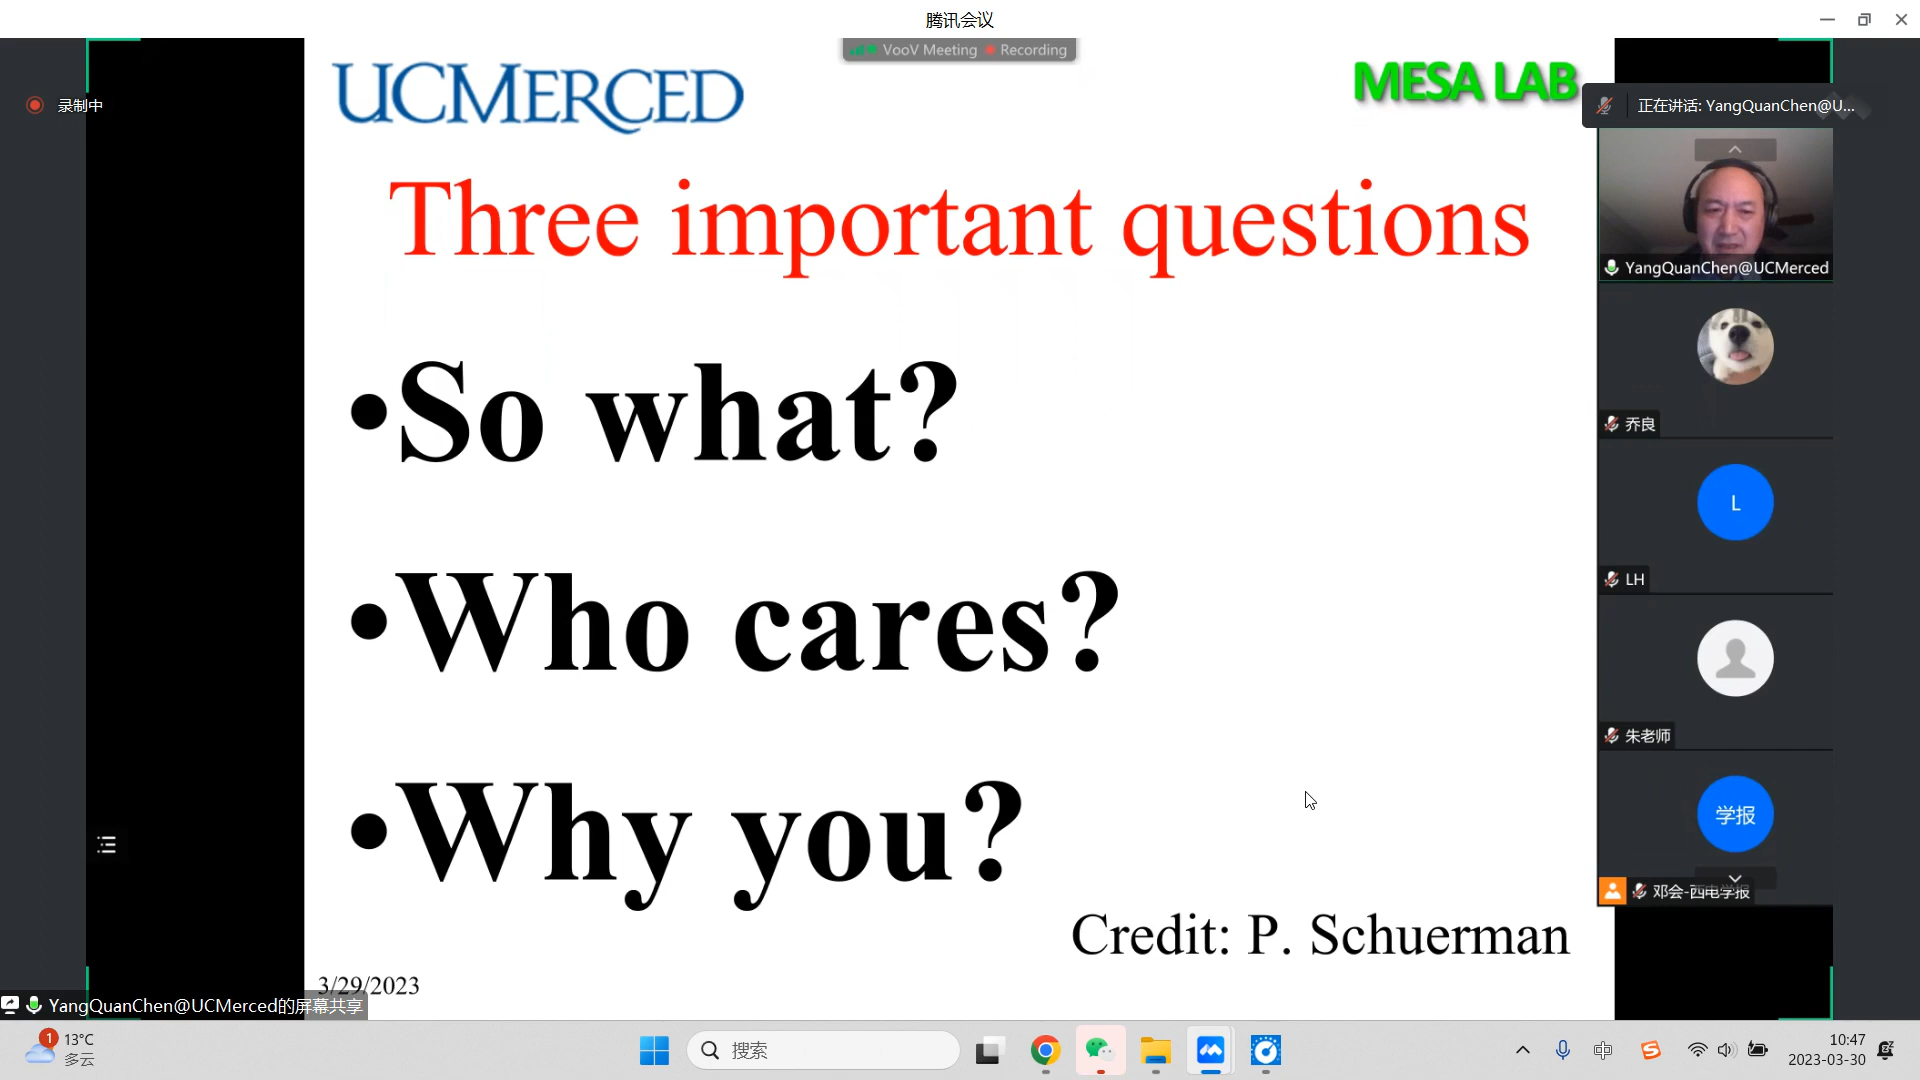 腾讯会议
VooV Meeting Recording
录制中
UCMERCED
MESA LAB
正在讲话: YangQuanChen@U...
Three important questions
YangQuanChen@UCMerced
•So what?
乔良
L
LH
•Who cares?
朱老师
•Why you?
学报
邓会-西电学报
Credit: P. Schuerman
3/29/2023
YangQuanChen@UCMerced的屏幕共享
1
13°C
多云
搜索
中
10:47
2023-03-30